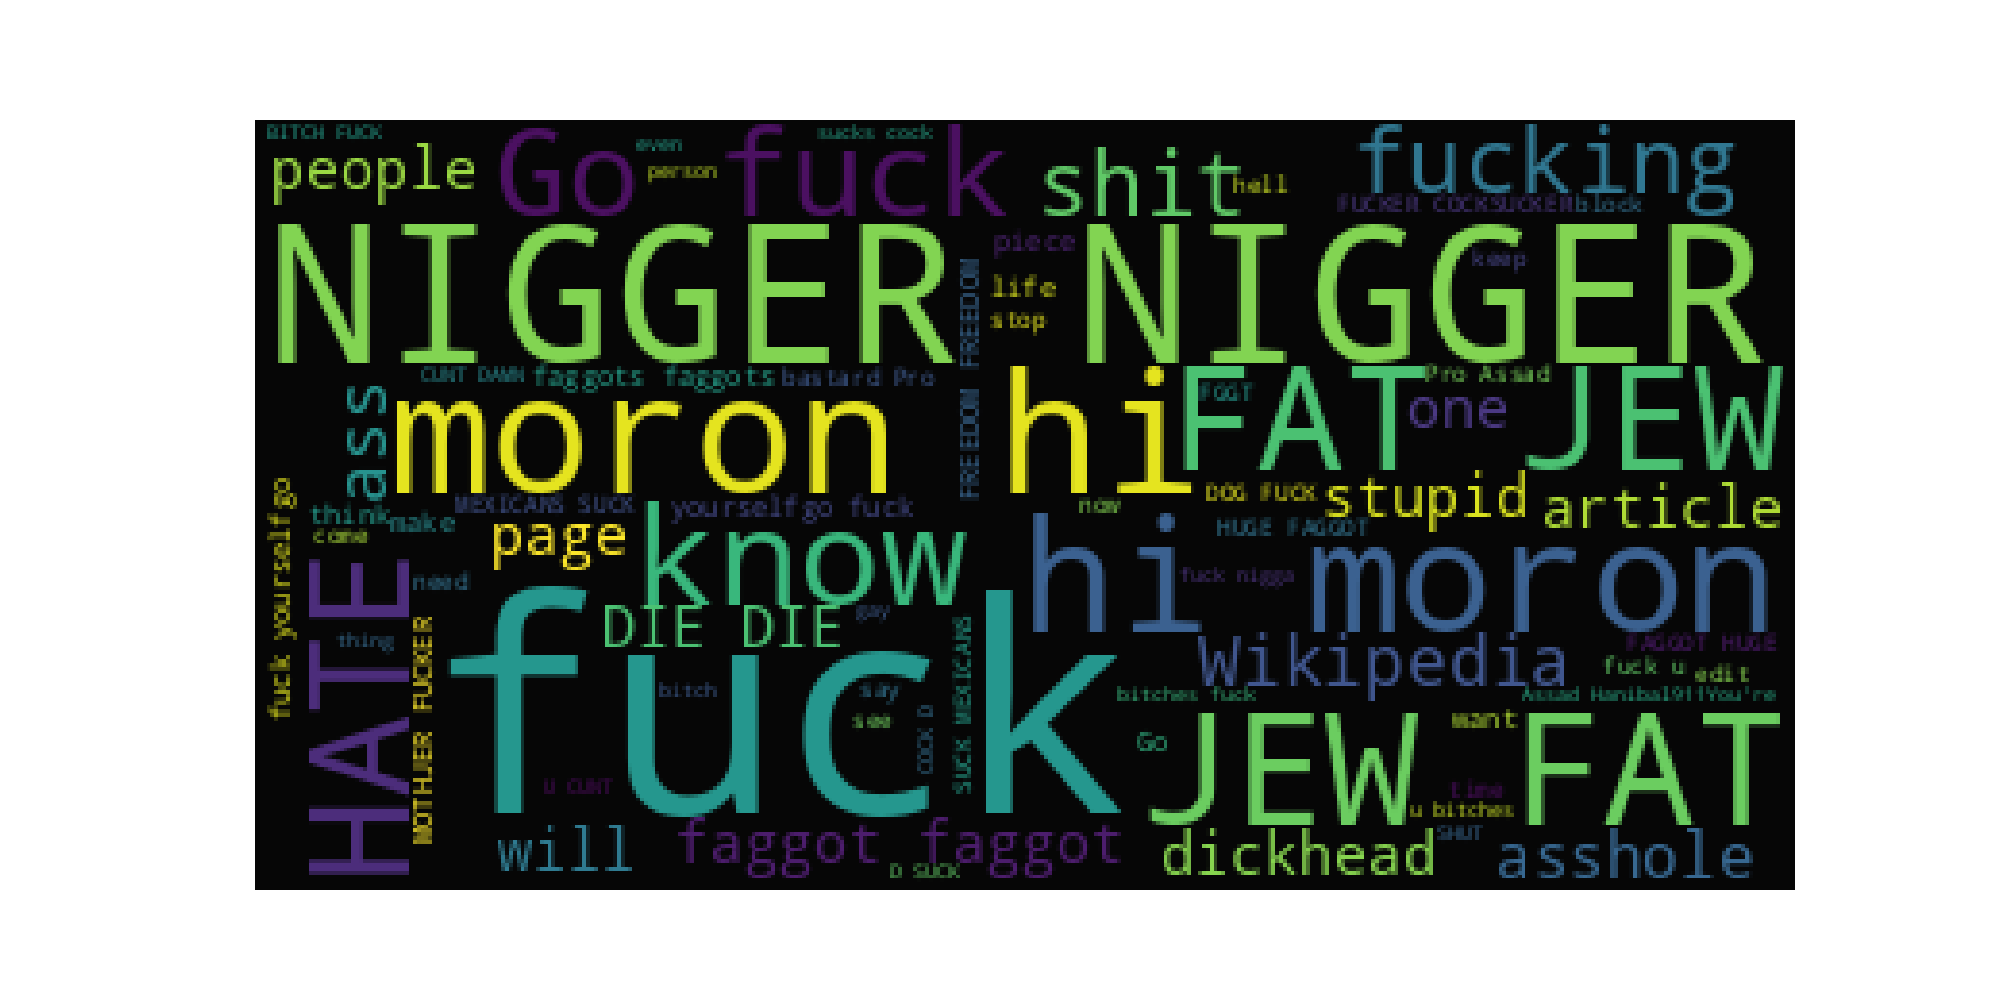 BITCH FUCK
people
Go fuck
even
person
sucks cock
shit
hell
fucking
FUCKER COCKSUCKER
block
NIGGER NIGGER
piece
keep
life
stop
FREEDOM FREEDOM
CUNT DAWN
faggots faggots
bastard Pro
ass
moron hi
FAT JEW
FGGT
Pro Assad
one
MEXICANS SUCK
yourselfgo fuck
now
DOG FUCK
stupid
article
fuck yourselfgo
think
make
come
page
know
HUGE FAGGOT
hi moron
fuck nigga
HATE
need
thing
MOTHJER FUCKER
DIE DIE
gay
fuck
bitch
say
see
COCK D
SUCK MEXICANS
U CUNT
Wikipedia
FAGGOT HUGE
fuck u
edit
bitches fuck
Assad Hanibal911You're
want
Go
JEW FAT
time
u bitches
will
faggot faggot
D SUCK
dickhead
SHUT
asshole